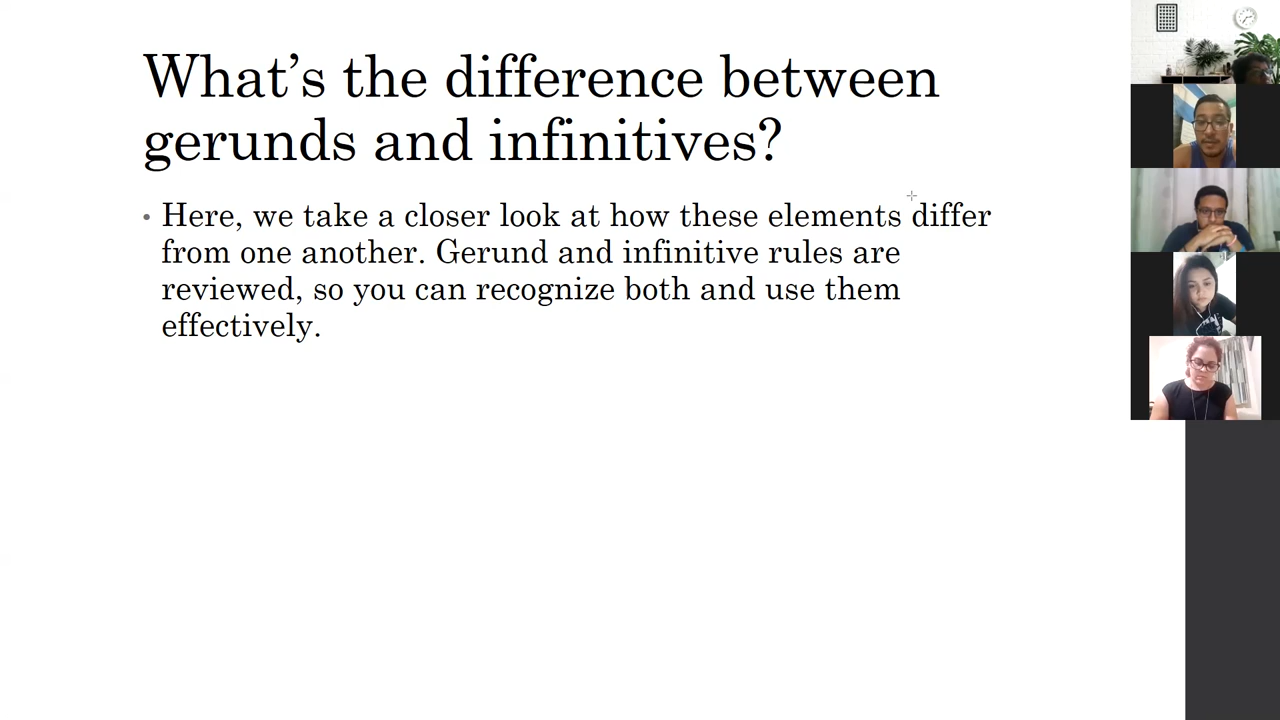 What’s the difference between
gerunds and infinitives?
• Here, we take a closer look at how these elements differ
from one another. Gerund and infinitive rules are
reviewed, so you can recognize both and use them
effectively.